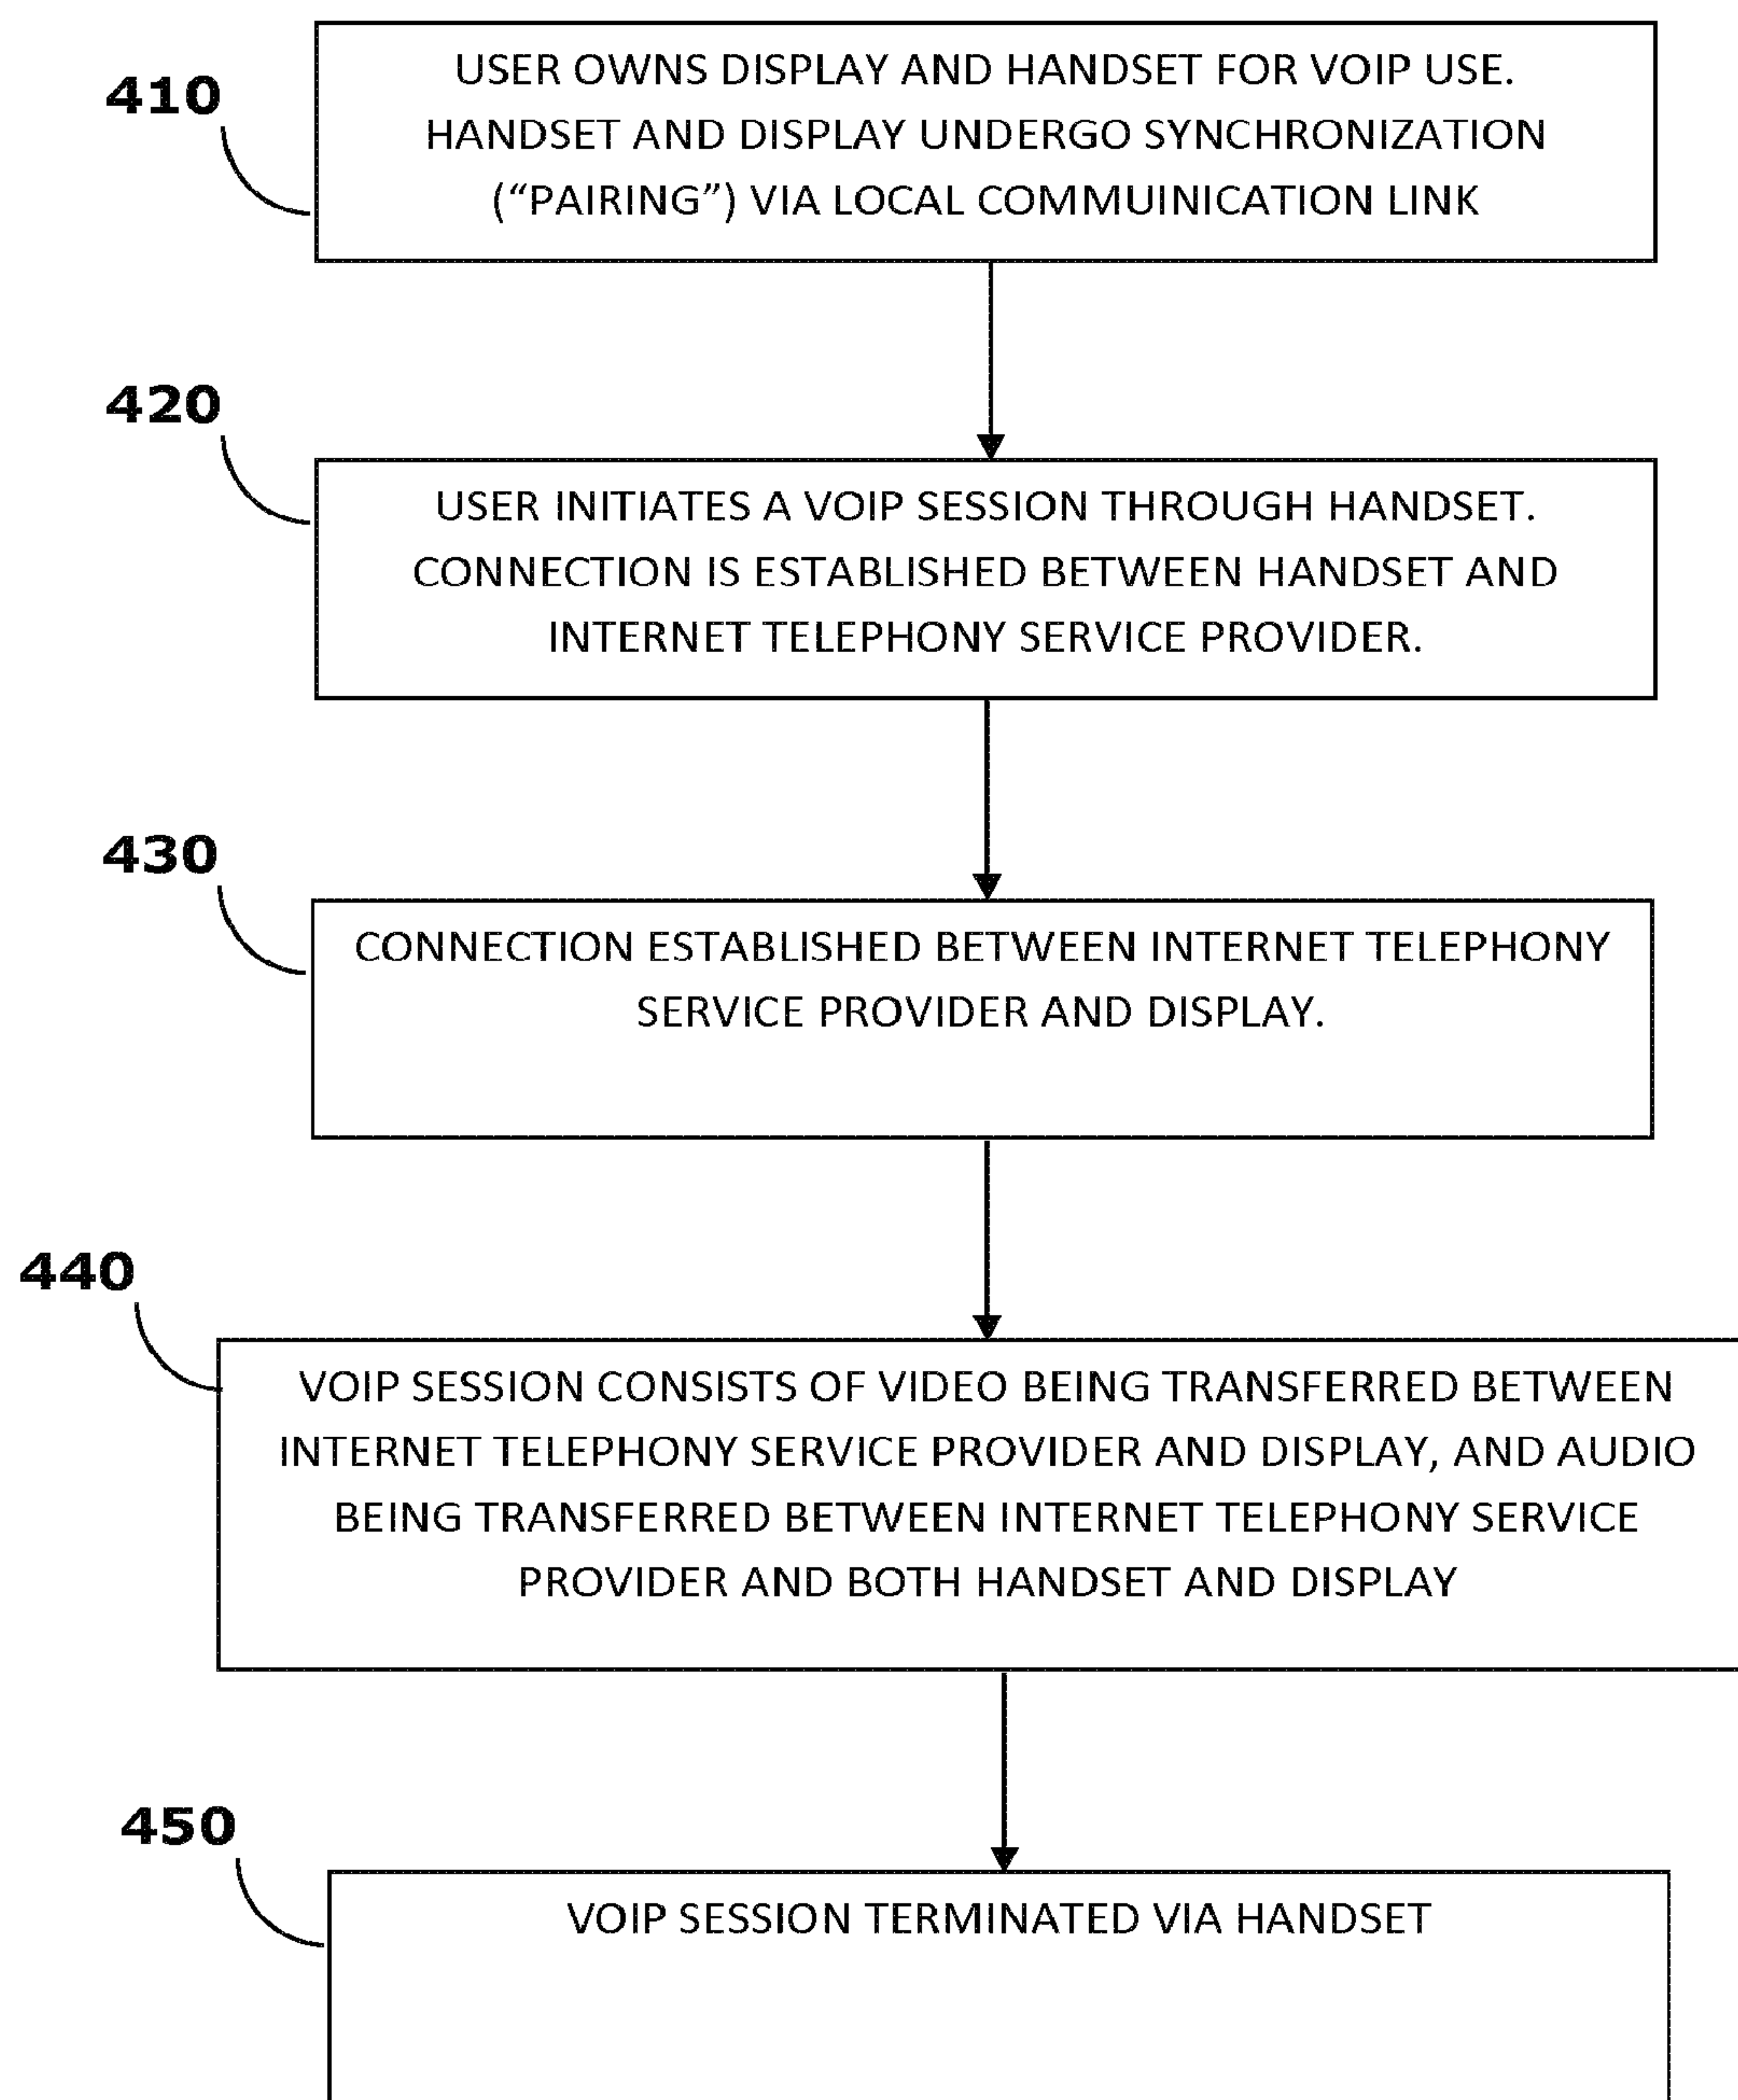 410
USER OWNS DISPLAY AND HANDSET FOR VOIP USE.
HANDSET AND DISPLAY UNDERGO SYNCHRONIZATION
(“PAIRING”) VIA LOCAL COMMUINICATION LINK
420
USER INITIATES A VOIP SESSION THROUGH HANDSET.
CONNECTION IS ESTABLISHED BETWEEN HANDSET AND
INTERNET TELEPHONY SERVICE PROVIDER.
430
CONNECTION ESTABLISHED BETWEEN INTERNET TELEPHONY
SERVICE PROVIDER AND DISPLAY.
440
VOIP SESSION CONSISTS OF VIDEO BEING TRANSFERRED BETWEEN
INTERNET TELEPHONY SERVICE PROVIDER AND DISPLAY, AND AUDIO
BEING TRANSFERRED BETWEEN INTERNET TELEPHONY SERVICE
PROVIDER AND BOTH HANDSET AND DISPLAY
450
VOIP SESSION TERMINATED VIA HANDSET